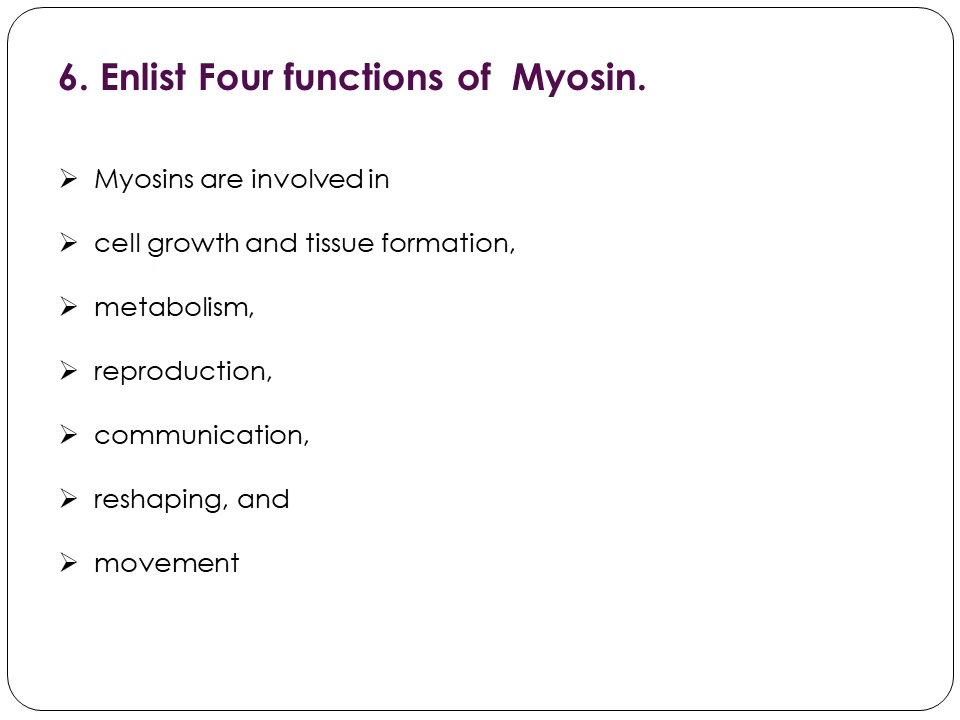 6. Enlist Four functions of Myosin.
➢ Myosins are involved in
➢ cell growth and tissue formation,
➢ metabolism,
➢ reproduction,
➢ communication,
➢ reshaping, and
➢ movement